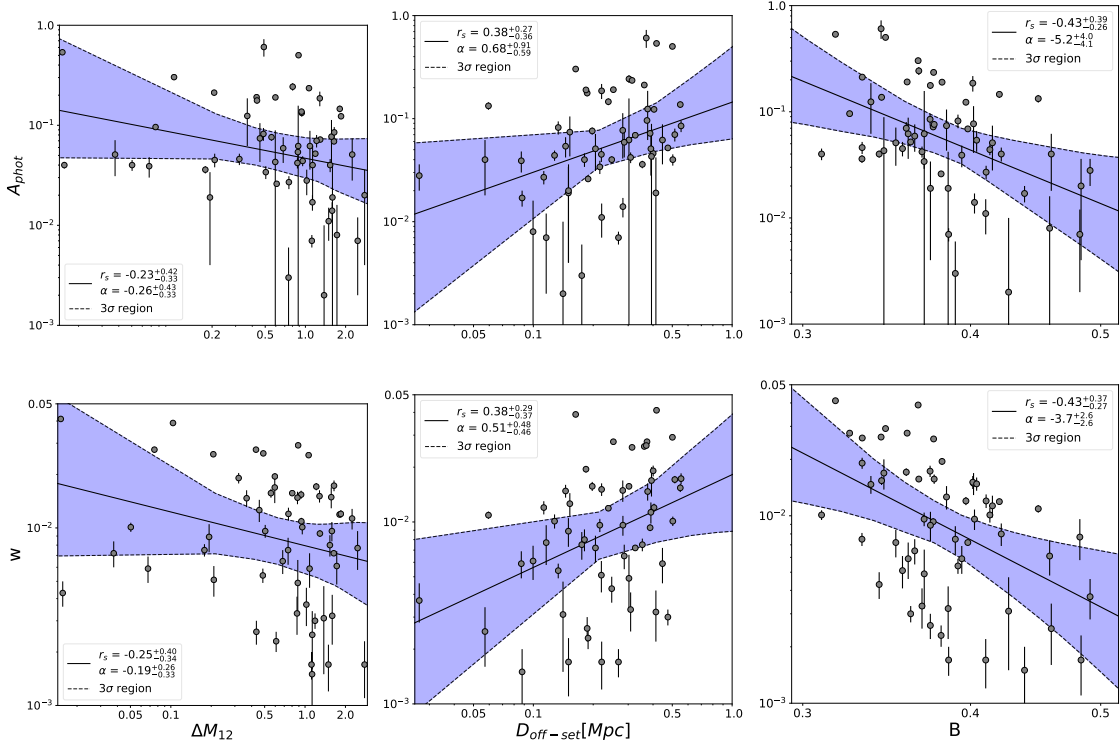 1.0
A_phot
10^−1
10^−2
10^−3
0.05
0.1
0.2
0.5
1.0
2.0
r_s = -0.23^{+0.42}_{−0.33}
α = -0.26^{+0.43}_{−0.33}
3σ region
1.0
10^−1
10^−2
10^−3
0.05
0.1
0.5
1.0
r_s = 0.38^{+0.27}_{−0.36}
α = 0.68^{+0.91}_{−0.59}
3σ region
1.0
10^−1
10^−2
10^−3
0.3
0.4
0.5
r_s = -0.43^{+0.39}_{−0.26}
α = -5.2^{+4.0}_{−4.1}
3σ region
0.05
w
10^−2
10^−3
0.05
0.1
0.2
0.5
1.0
2.0
ΔM_12
r_s = -0.25^{+0.40}_{−0.34}
α = -0.19^{+0.26}_{−0.33}
3σ region
0.05
10^−2
10^−3
0.05
0.1
0.5
1.0
D_off−set[Mpc]
r_s = 0.38^{+0.29}_{−0.37}
α = 0.51^{+0.48}_{−0.46}
3σ region
0.05
10^−2
10^−3
0.3
0.4
0.5
B
r_s = -0.43^{+0.37}_{−0.27}
α = -3.7^{+2.6}_{−2.6}
3σ region